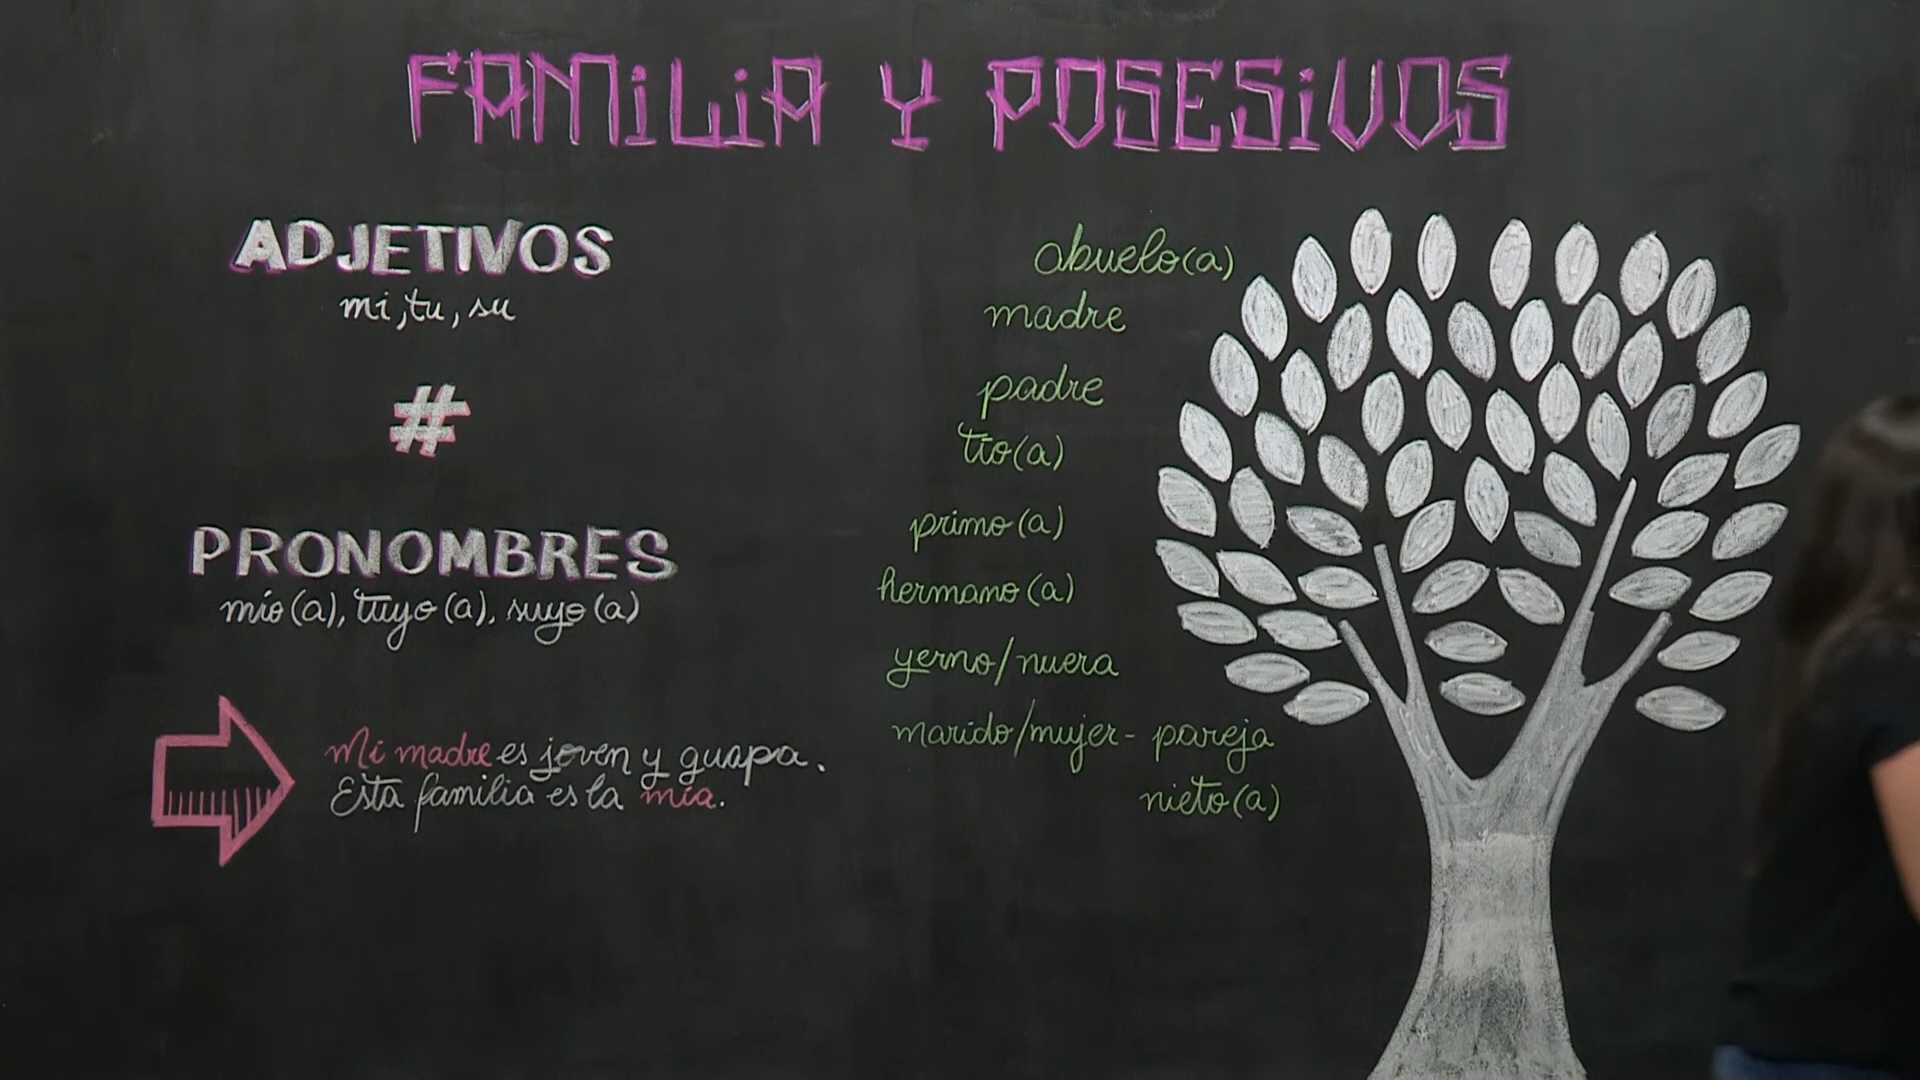 FAMiLiA Y POSESiVOS
ADJETIVOS
mi, tu, su
#
PRONOMBRES
mío(a), tuyo(a), suyo(a)
Mi madre es joven y guapa.
Esta familia es la mía.
abuelo(a)
madre
padre
tío(a)
primo(a)
hermano(a)
yerno/nuera
marido/mujer - pareja
nieto(a)